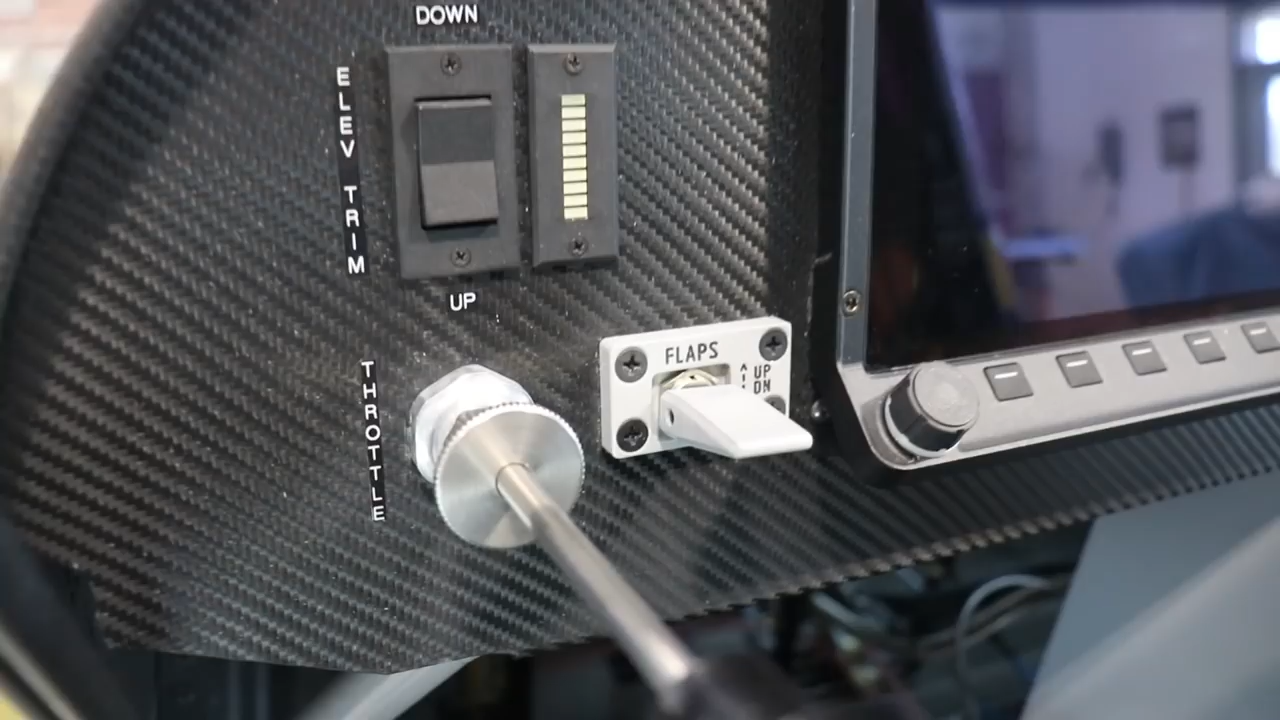 DOWN
ELEV TRIM
UP
FLAPS
UP
DN
THROTTLE